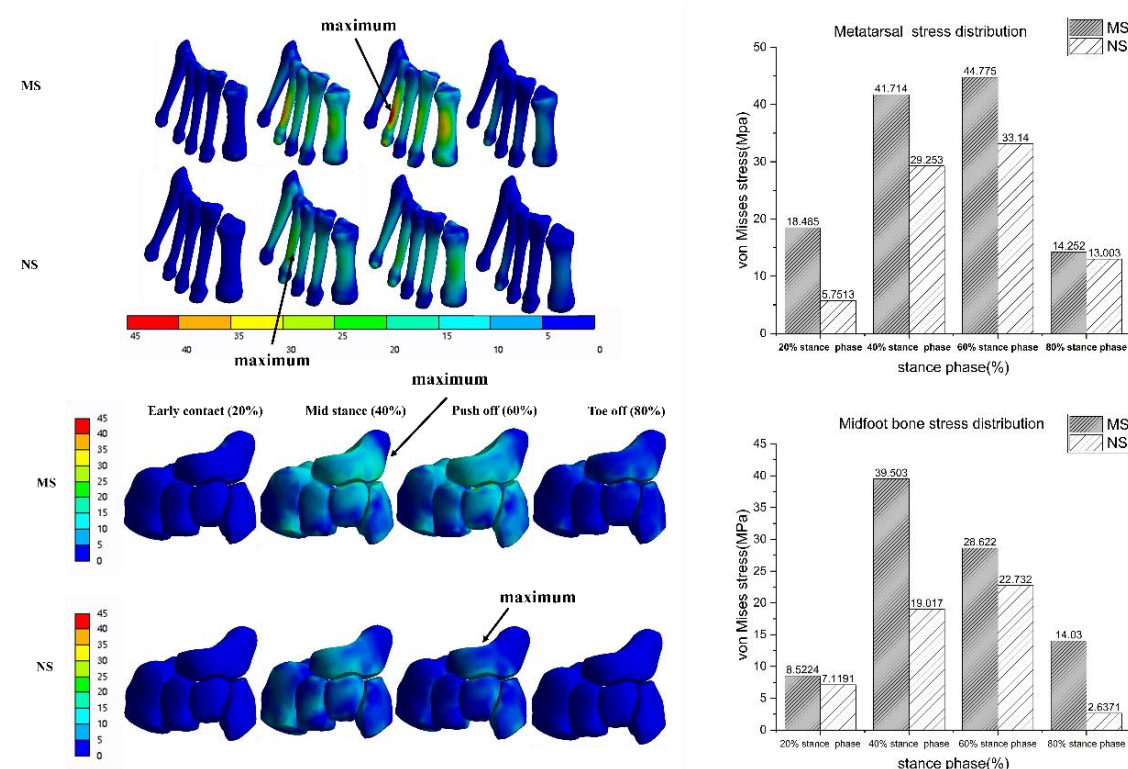 maximum
MS
NS
45 35 25 15 5
40 30 20 10 0
maximum
maximum
Early contact (20%) Mid stance (40%) Push off (60%) Toe off (80%)
MS
45
40
35
30
25
20
15
10
5
0
maximum
NS
45
40
35
30
25
20
15
10
5
0
Metatarsal stress distribution
MS
NS
von Misses stress(Mpa)
50
40
30
20
10
0
18.485
5.7513
41.714
29.253
44.775
33.14
14.252
13.003
20% stance phase 40% stance phase 60% stance phase 80% stance phase
stance phase(%)
Midfoot bone stress distribution
MS
NS
von Mises stress(MPa)
45
40
35
30
25
20
15
10
5
0
8.5224
7.1191
39.503
19.017
28.622
22.732
14.03
2.6371
20% stance phase 40% stance phase 60% stance phase 80% stance phase
stance phase(%)